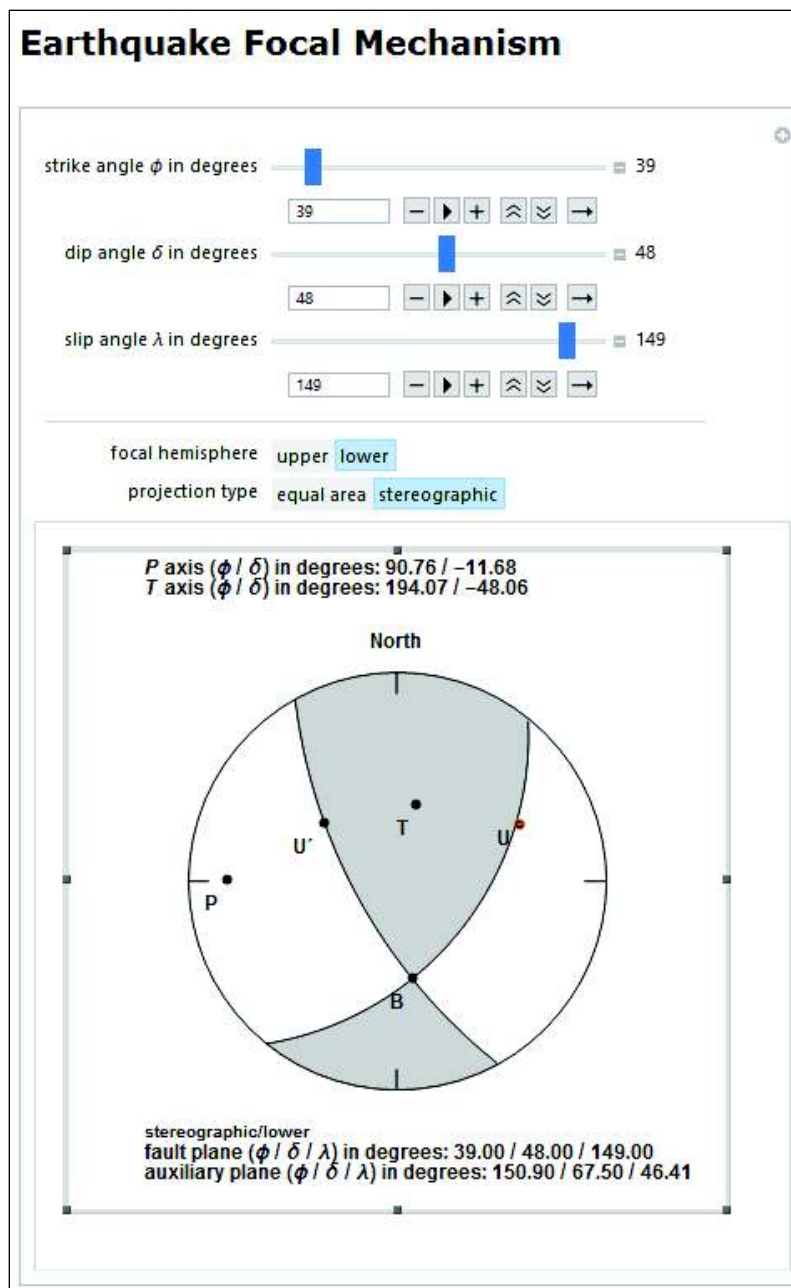 Earthquake Focal Mechanism
strike angle ϕ in degrees 39
39
dip angle δ in degrees 48
48
slip angle λ in degrees 149
149
focal hemisphere upper lower
projection type equal area stereographic
P axis (ϕ / δ) in degrees: 90.76 / −11.68
T axis (ϕ / δ) in degrees: 194.07 / −48.06
North
T
U
U´
P
B
stereographic/lower
fault plane (ϕ / δ / λ) in degrees: 39.00 / 48.00 / 149.00
auxiliary plane (ϕ / δ / λ) in degrees: 150.90 / 67.50 / 46.41